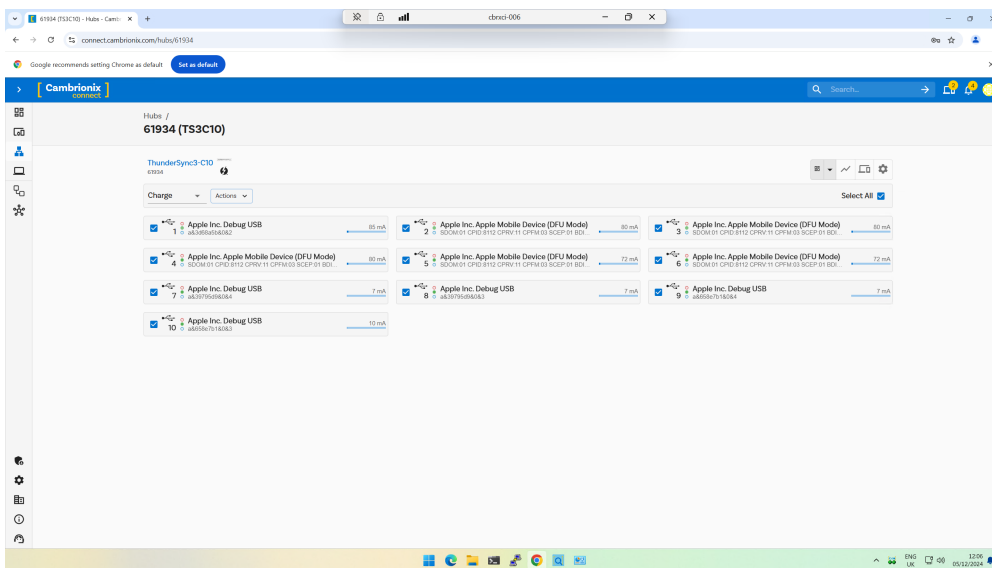 61934 (TS3C10) - Hubs - Camb
cbrxci-006
connect.cambrionix.com/hubs/61934
Google recommends setting Chrome as default
Set as default
Cambrionix
connect
Search...
Hubs /
61934 (TS3C10)
ThunderSync3-C10
61934
Charge
Actions
Select All
1
Apple Inc. Debug USB
a&3d68a5b&0&2
85 mA
2
Apple Inc. Apple Mobile Device (DFU Mode)
SDOM:01 CPID:8112 CPRV:11 CPFM:03 SCEP:01 BDI...
80 mA
3
Apple Inc. Apple Mobile Device (DFU Mode)
SDOM:01 CPID:8112 CPRV:11 CPFM:03 SCEP:01 BDI...
80 mA
4
Apple Inc. Apple Mobile Device (DFU Mode)
SDOM:01 CPID:8112 CPRV:11 CPFM:03 SCEP:01 BDI...
80 mA
5
Apple Inc. Apple Mobile Device (DFU Mode)
SDOM:01 CPID:8112 CPRV:11 CPFM:03 SCEP:01 BDI...
72 mA
6
Apple Inc. Apple Mobile Device (DFU Mode)
SDOM:01 CPID:8112 CPRV:11 CPFM:03 SCEP:01 BDI...
72 mA
7
Apple Inc. Debug USB
a&39795d9&0&4
7 mA
8
Apple Inc. Debug USB
a&39795d9&0&3
7 mA
9
Apple Inc. Debug USB
a&658e7b1&0&4
7 mA
10
Apple Inc. Debug USB
a&658e7b1&0&3
10 mA
ENG
UK
12:06
05/12/2024